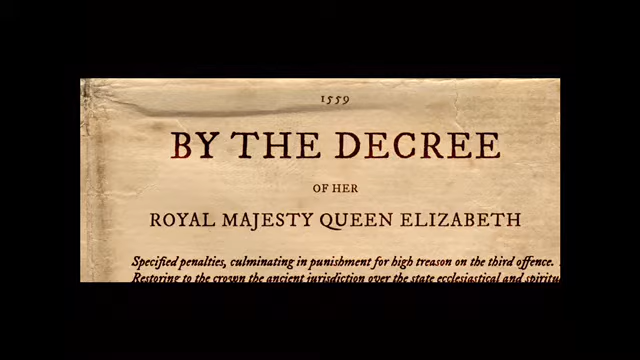 1559
BY THE DECREE
OF HER
ROYAL MAJESTY QUEEN ELIZABETH
Specified penalties, culminating in punishment for high treason on the third offence.
Restoring to the crown the ancient jurisdiction over the state ecclesiastical and